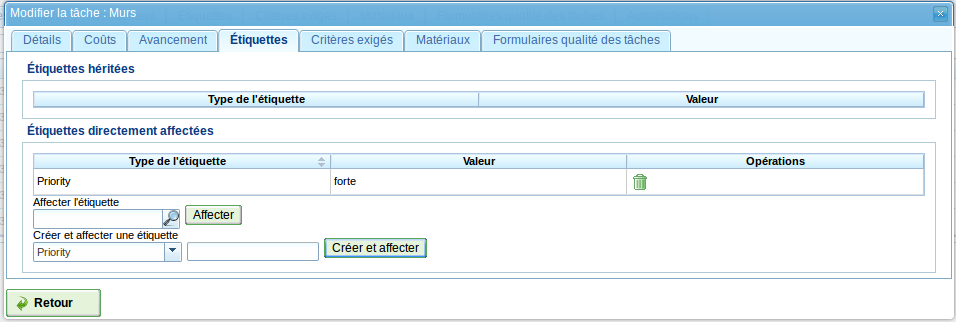 Modifier la tâche : Murs
Détails Coûts Avancement Étiquettes Critères exigés Matériaux Formulaires qualité des tâches
Étiquettes héritées
Type de l'étiquette Valeur
Étiquettes directement affectées
Type de l'étiquette Valeur Opérations
Priority forte
Affecter l'étiquette
Affecter
Créer et affecter une étiquette
Priority Créer et affecter
Retour